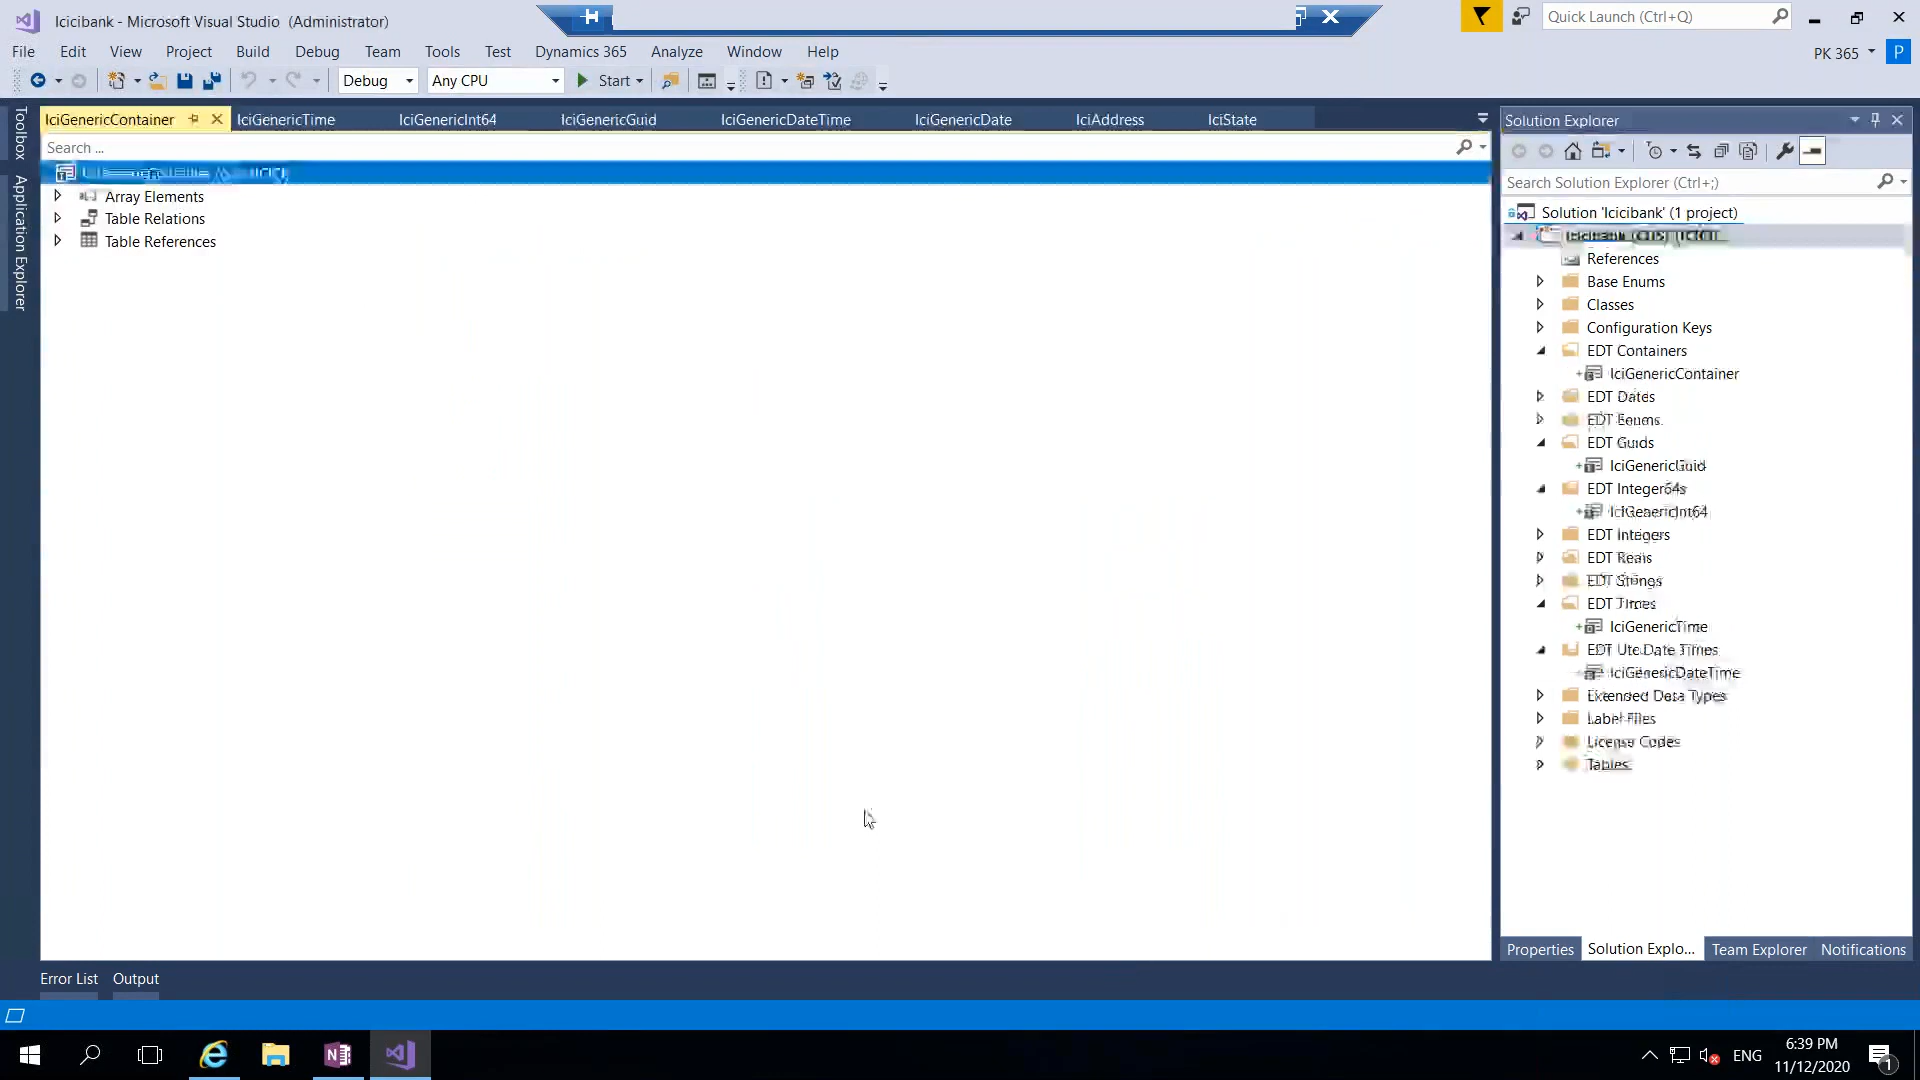 Icicibank - Microsoft Visual Studio (Administrator)
Quick Launch (Ctrl+Q)
File Edit View Project Build Debug Team Tools Test Dynamics 365 Analyze Window Help
PK 365 P
Debug Any CPU Start
Toolbox
Application Explorer
IciGenericContainer IciGenericTime IciGenericInt64 IciGenericGuid IciGenericDateTime IciGenericDate IciAddress IciState
Search ...
Array Elements
Table Relations
Table References
Solution Explorer
Search Solution Explorer (Ctrl+;)
Solution 'Icicibank' (1 project)
References
Base Enums
Classes
Configuration Keys
EDT Containers
IciGenericContainer
EDT Dates
EDT Enums
EDT Guids
IciGenericGuid
EDT Integer64s
IciGenericInt64
EDT Integers
EDT Reals
EDT Strings
EDT Times
IciGenericTime
EDT Utc Date Times
IciGenericDateTime
Extended Data Types
Label Files
License Codes
Tables
Properties Solution Explo... Team Explorer Notifications
Error List Output
ENG
6:39 PM
11/12/2020
1